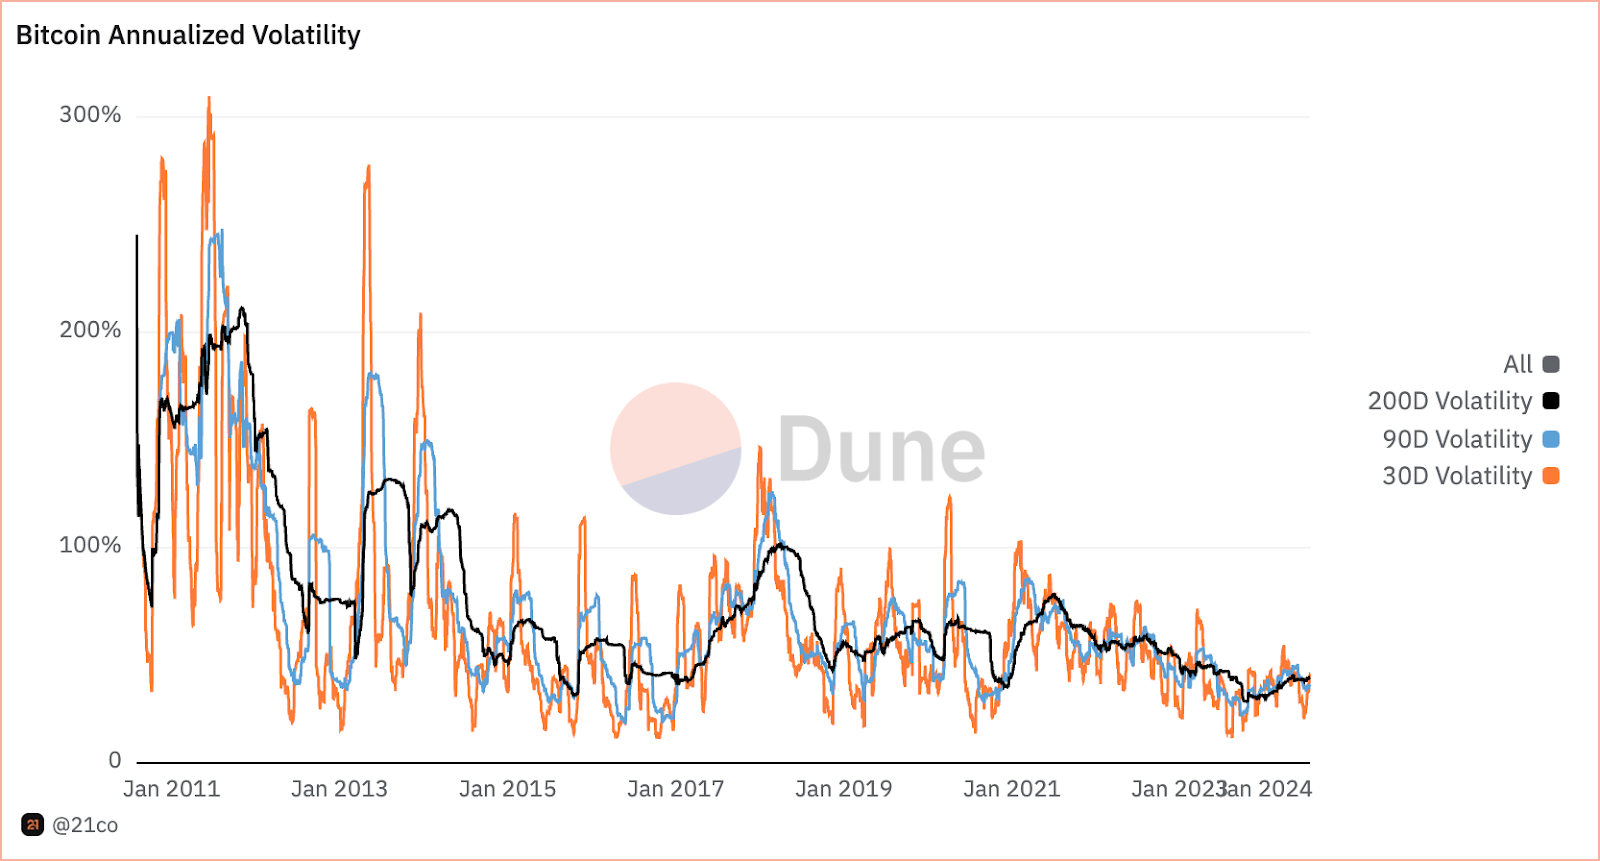 Bitcoin Annualized Volatility
300%
200%
100%
0
Jan 2011 Jan 2013 Jan 2015 Jan 2017 Jan 2019 Jan 2021 Jan 2023 Jan 2024
Dune
All
200D Volatility
90D Volatility
30D Volatility
21 @21co